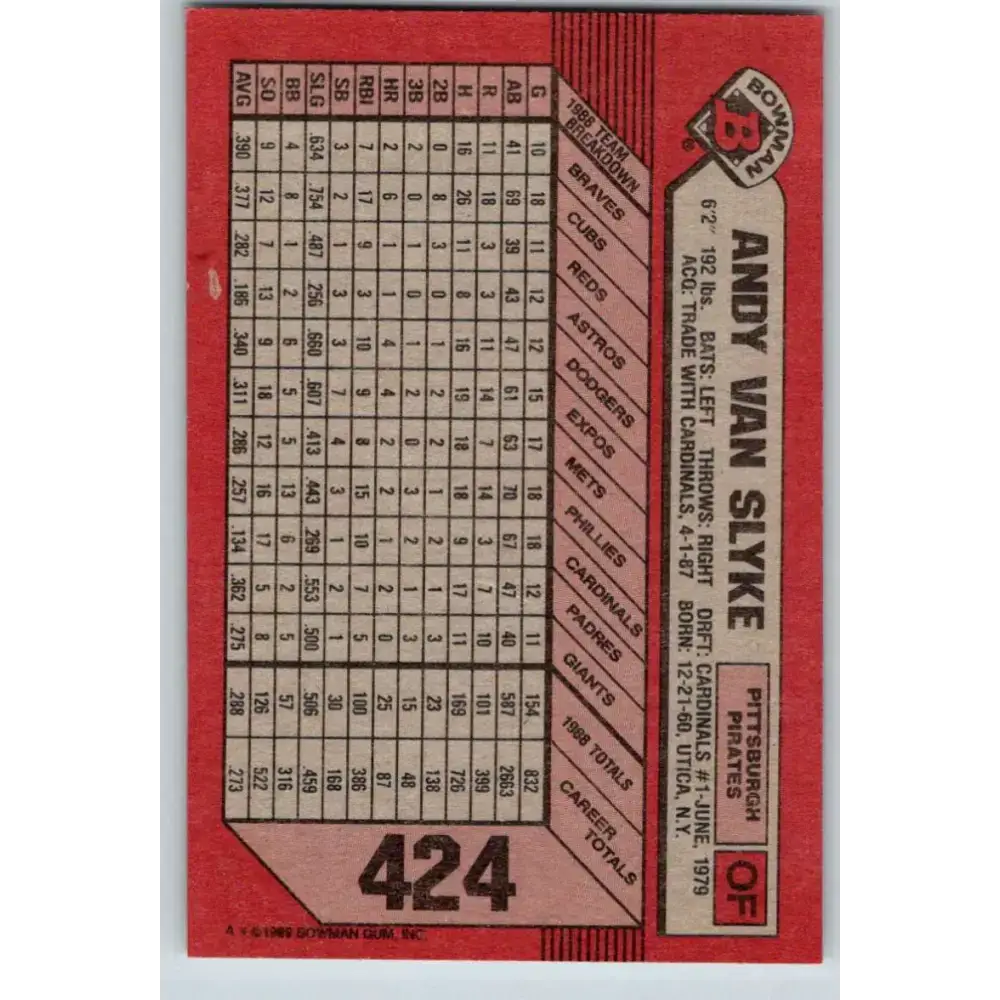 BOWMAN
B®
ANDY VAN SLYKE
PITTSBURGH
PIRATES
OF
6'2" 192 lbs. BATS: LEFT THROWS: RIGHT DRFT: CARDINALS #1-JUNE, 1979
ACQ: TRADE WITH CARDINALS, 4-1-87 BORN: 12-21-60, UTICA, N.Y.
1988 TEAM BREAKDOWN BRAVES CUBS REDS ASTROS DODGERS EXPOS METS PHILLIES CARDINALS PADRES GIANTS 1988 TOTALS CAREER TOTALS
G 10 18 11 12 12 15 17 18 18 12 11 154 832
AB 41 69 39 43 47 61 63 70 67 47 40 587 2663
R 11 18 3 3 11 14 7 14 3 7 10 101 399
H 16 26 11 8 16 19 18 18 9 17 11 169 726
2B 0 8 3 0 1 2 2 1 2 1 3 23 138
3B 2 0 1 0 1 2 0 3 2 1 3 15 48
HR 2 6 1 1 4 4 2 2 1 2 0 25 87
RBI 7 17 9 3 10 9 8 15 10 7 5 100 386
SB 3 2 1 3 3 7 4 3 1 2 1 30 168
SLG .634 .754 .487 .256 .660 .607 .413 .443 .269 .553 .500 .506 .459
BB 4 8 1 2 6 5 5 13 6 2 5 57 316
SO 9 12 7 13 9 18 12 16 17 5 8 126 522
AVG .390 .377 .282 .186 .340 .311 .286 .257 .134 .362 .275 .288 .273
424
A * © 1989 BOWMAN GUM, INC.